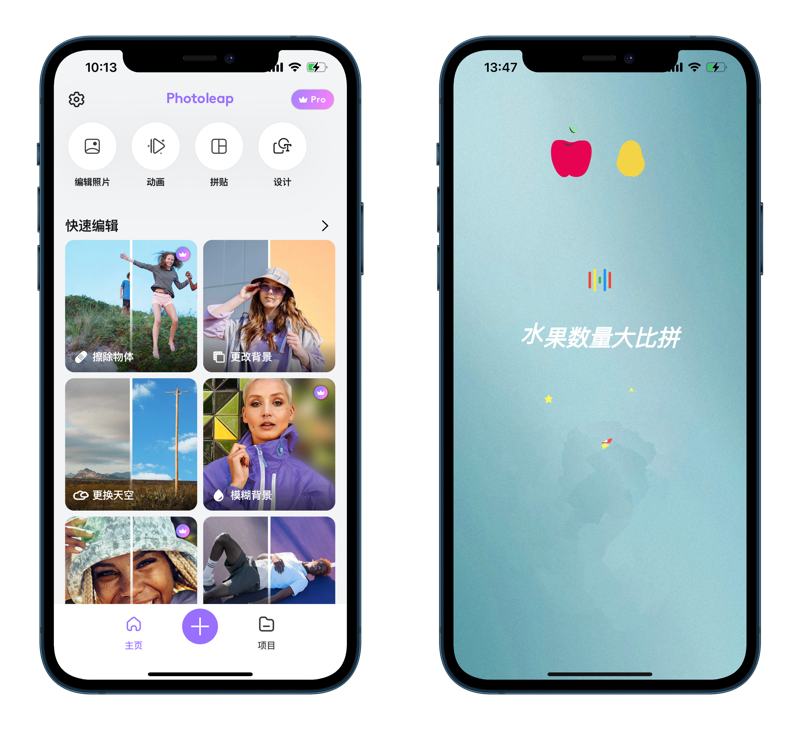 10:13
Photoleap
Pro
编辑照片
动画
拼贴
设计
快速编辑
擦除物体
更改背景
更换天空
模糊背景
主页
项目
13:47
水果数量大比拼